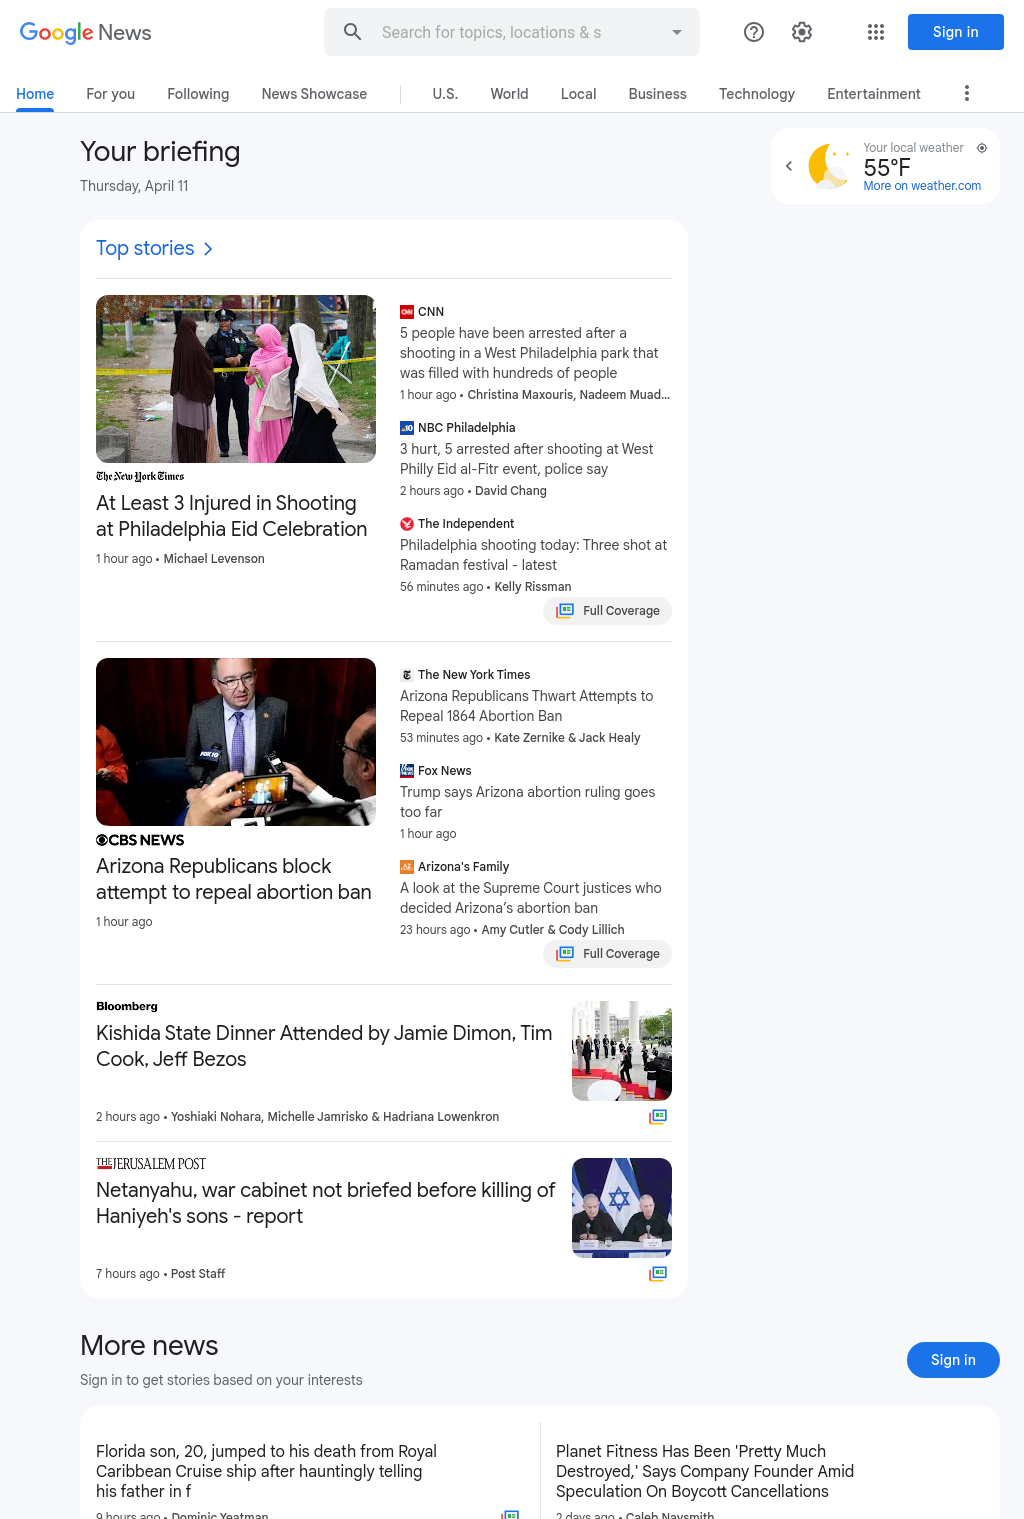 Google News
Search for topics, locations & s
Sign in
Home
For you
Following
News Showcase
U.S.
World
Local
Business
Technology
Entertainment
Your briefing
Thursday, April 11
Your local weather
55°F
More on weather.com
Top stories
The New York Times
At Least 3 Injured in Shooting
at Philadelphia Eid Celebration
1 hour ago • Michael Levenson
CNN
5 people have been arrested after a
shooting in a West Philadelphia park that
was filled with hundreds of people
1 hour ago • Christina Maxouris, Nadeem Muad...
NBC Philadelphia
3 hurt, 5 arrested after shooting at West
Philly Eid al-Fitr event, police say
2 hours ago • David Chang
The Independent
Philadelphia shooting today: Three shot at
Ramadan festival - latest
56 minutes ago • Kelly Rissman
Full Coverage
FOX 10
CBS NEWS
Arizona Republicans block
attempt to repeal abortion ban
1 hour ago
The New York Times
Arizona Republicans Thwart Attempts to
Repeal 1864 Abortion Ban
53 minutes ago • Kate Zernike & Jack Healy
Fox News
Trump says Arizona abortion ruling goes
too far
1 hour ago
Arizona's Family
A look at the Supreme Court justices who
decided Arizona’s abortion ban
23 hours ago • Amy Cutler & Cody Lillich
Full Coverage
Bloomberg
Kishida State Dinner Attended by Jamie Dimon, Tim
Cook, Jeff Bezos
2 hours ago • Yoshiaki Nohara, Michelle Jamrisko & Hadriana Lowenkron
THE JERUSALEM POST
Netanyahu, war cabinet not briefed before killing of
Haniyeh's sons - report
7 hours ago • Post Staff
More news
Sign in to get stories based on your interests
Sign in
Florida son, 20, jumped to his death from Royal
Caribbean Cruise ship after hauntingly telling
his father in f
9 hours ago • Dominic Yeatman
Planet Fitness Has Been 'Pretty Much
Destroyed,' Says Company Founder Amid
Speculation On Boycott Cancellations
2 days ago • Caleb Naysmith